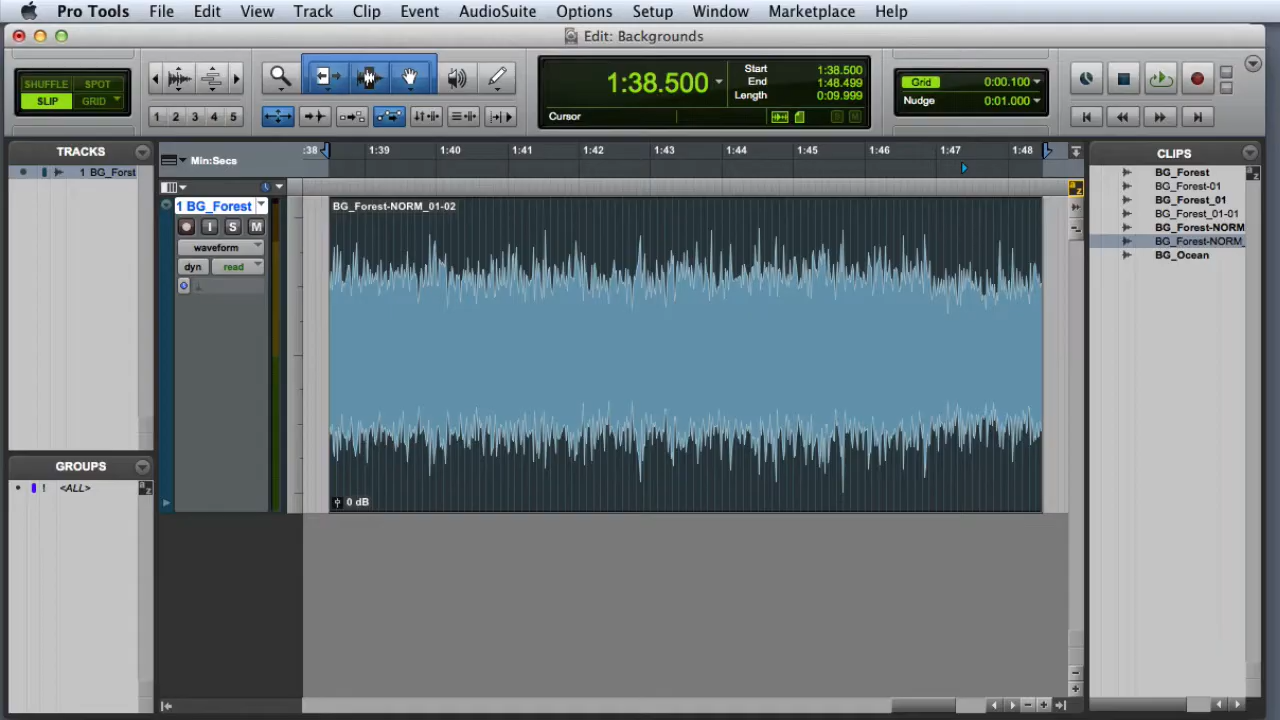 Pro Tools File Edit View Track Clip Event AudioSuite Options Setup Window Marketplace Help
Edit: Backgrounds
SHUFFLE SPOT
SLIP GRID
1 2 3 4 5
1:38.500
Start 1:38.500
End 1:48.499
Length 0:09.999
Cursor
Grid 0:00.100
Nudge 0:01.000
TRACKS
1 BG_Forst
GROUPS
1 <ALL>
Min:Secs
:38 1:39 1:40 1:41 1:42 1:43 1:44 1:45 1:46 1:47 1:48
1 BG_Forest
I S M
waveform
dyn read
BG_Forest-NORM_01-02
0 dB
CLIPS
BG_Forest
BG_Forest-01
BG_Forest_01
BG_Forest_01-01
BG_Forest-NORM
BG_Forest-NORM_
BG_Ocean